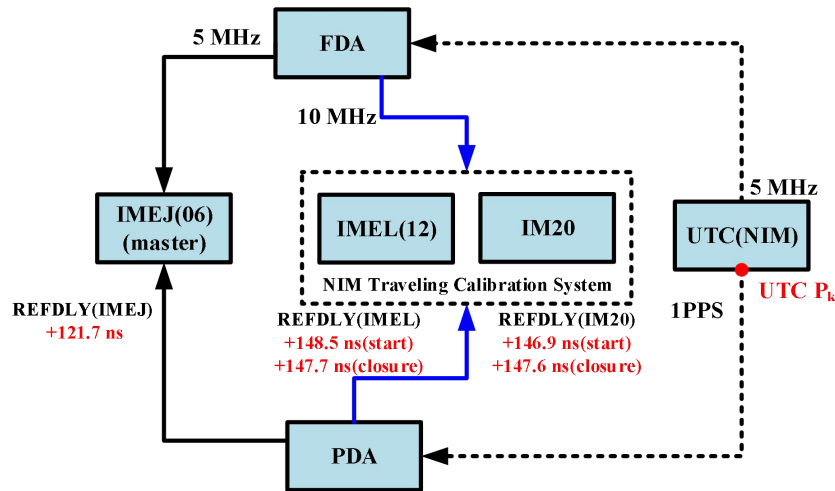 FDA
5 MHz
10 MHz
5 MHz
IMEJ(06)
(master)
IMEL(12)
IM20
UTC(NIM)
NIM Traveling Calibration System
UTC Pk
1PPS
REFDLY(IMEJ)
+121.7 ns
REFDLY(IMEL)
+148.5 ns(start)
+147.7 ns(closure)
REFDLY(IM20)
+146.9 ns(start)
+147.6 ns(closure)
PDA